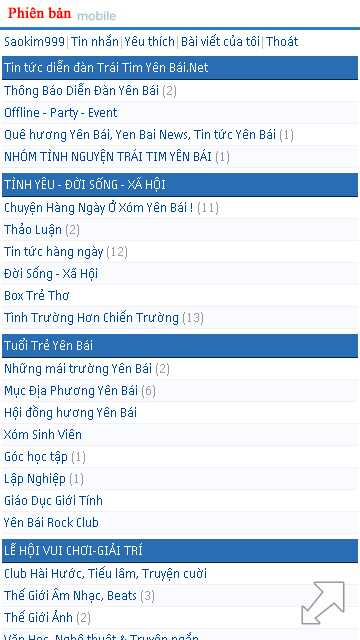 Phiên bản mobile
Saokim999| Tin nhắn| Yêu thích| Bài viết của tôi| Thoát
Tin tức diễn đàn Trái Tim Yên Bái.Net
Thông Báo Diễn Đàn Yên Bái (2)
Offline - Party - Event
Quê hương Yên Bái, Yen Bai News, Tin tức Yên Bái (1)
NHÓM TÌNH NGUYỆN TRÁI TIM YÊN BÁI (1)
TÌNH YÊU - ĐỜI SỐNG - XÃ HỘI
Chuyện Hàng Ngày Ở Xóm Yên Bái ! (11)
Thảo Luận (2)
Tin tức hàng ngày (12)
Đời Sống - Xã Hội
Box Trẻ Thơ
Tình Trường Hơn Chiến Trường (13)
Tuổi Trẻ Yên Bái
Những mái trường Yên Bái (2)
Mục Địa Phương Yên Bái (6)
Hội đồng hương Yên Bái
Xóm Sinh Viên
Góc học tập (1)
Lập Nghiệp (1)
Giáo Dục Giới Tính
Yên Bái Rock Club
LỄ HỘI VUI CHƠI-GIẢI TRÍ
Club Hài Hước, Tiếu lâm, Truyện cười
Thế Giới Âm Nhạc, Beats (3)
Thế Giới Ảnh (2)
Văn Học, Nghệ thuật & Truyện ngắn